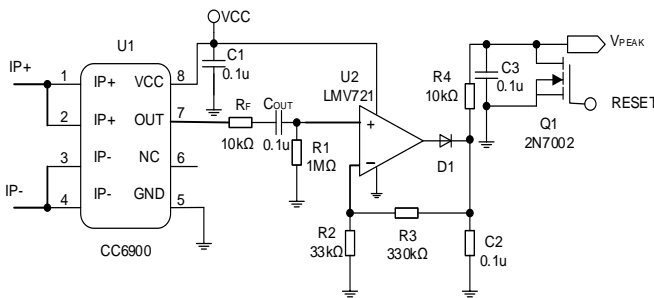 VCC
U1
IP+
IP-
1
2
3
4
IP+
IP+
IP-
IP-
VCC
OUT
NC
GND
8
7
6
5
CC6900
C1
0.1u
RF
10kΩ
COUT
0.1u
R1
1MΩ
U2
LMV721
+
−
D1
R2
33kΩ
R3
330kΩ
C2
0.1u
R4
10kΩ
C3
0.1u
VPEAK
RESET
Q1
2N7002